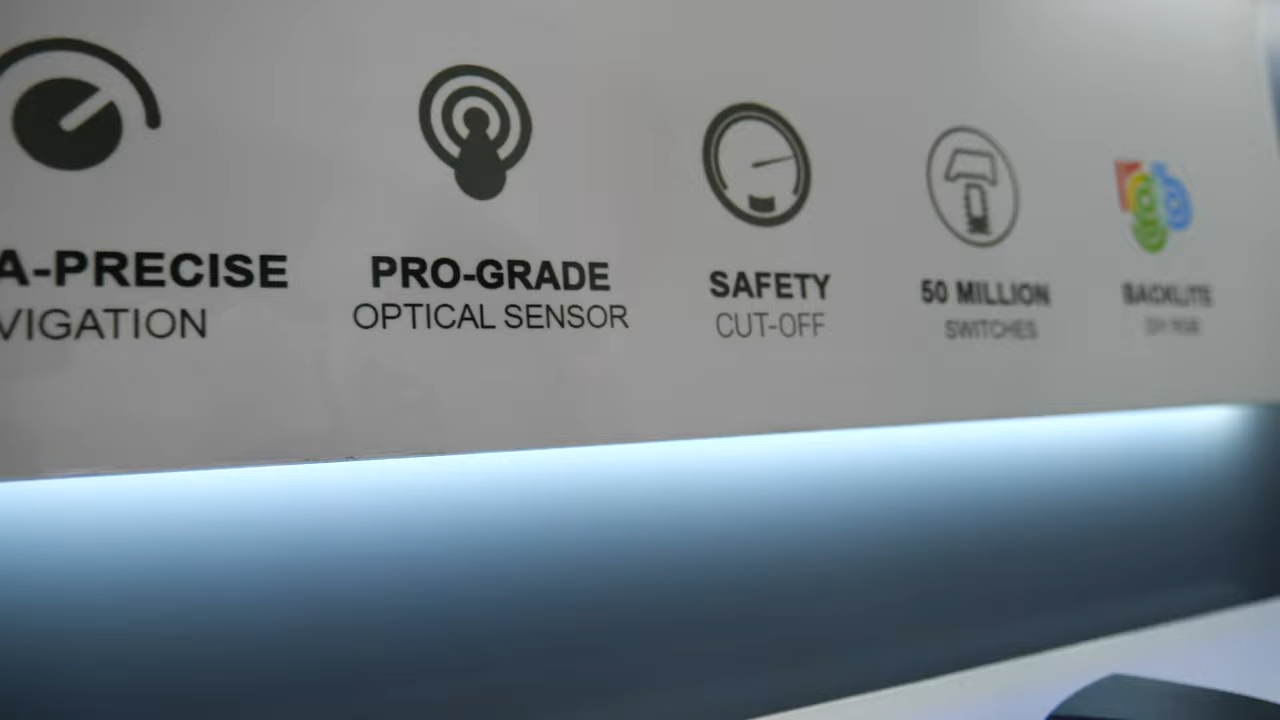 A-PRECISE
VIGATION
PRO-GRADE
OPTICAL SENSOR
SAFETY
CUT-OFF
50 MILLION
SWITCHES
BACKLITE